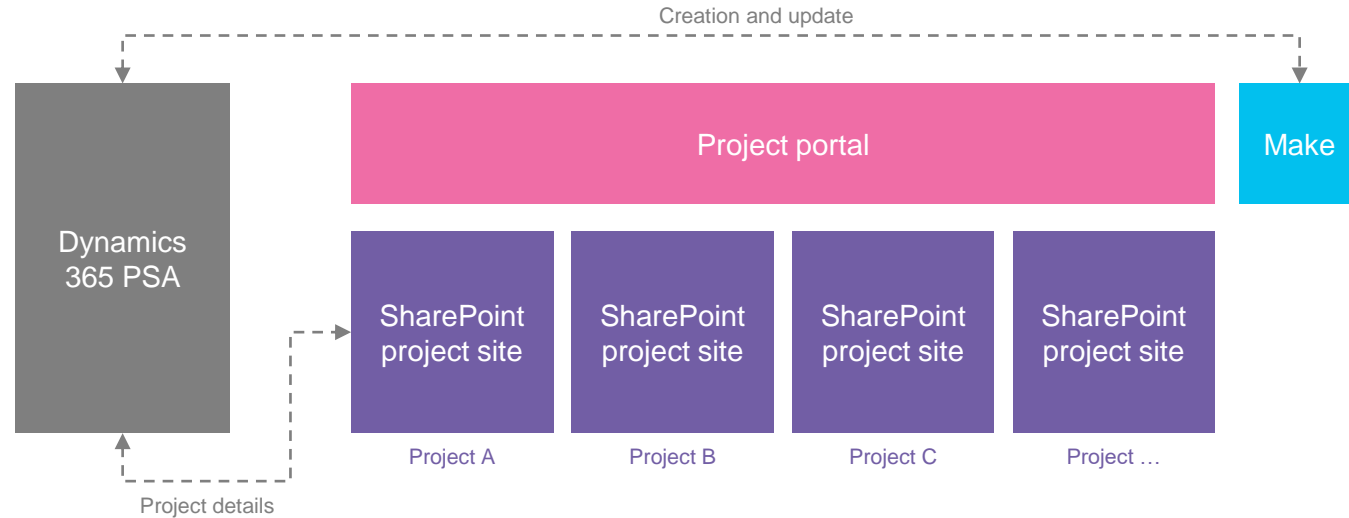 Creation and update
Dynamics
365 PSA
Project portal
Make
SharePoint
project site
SharePoint
project site
SharePoint
project site
SharePoint
project site
Project A
Project B
Project C
Project …
Project details